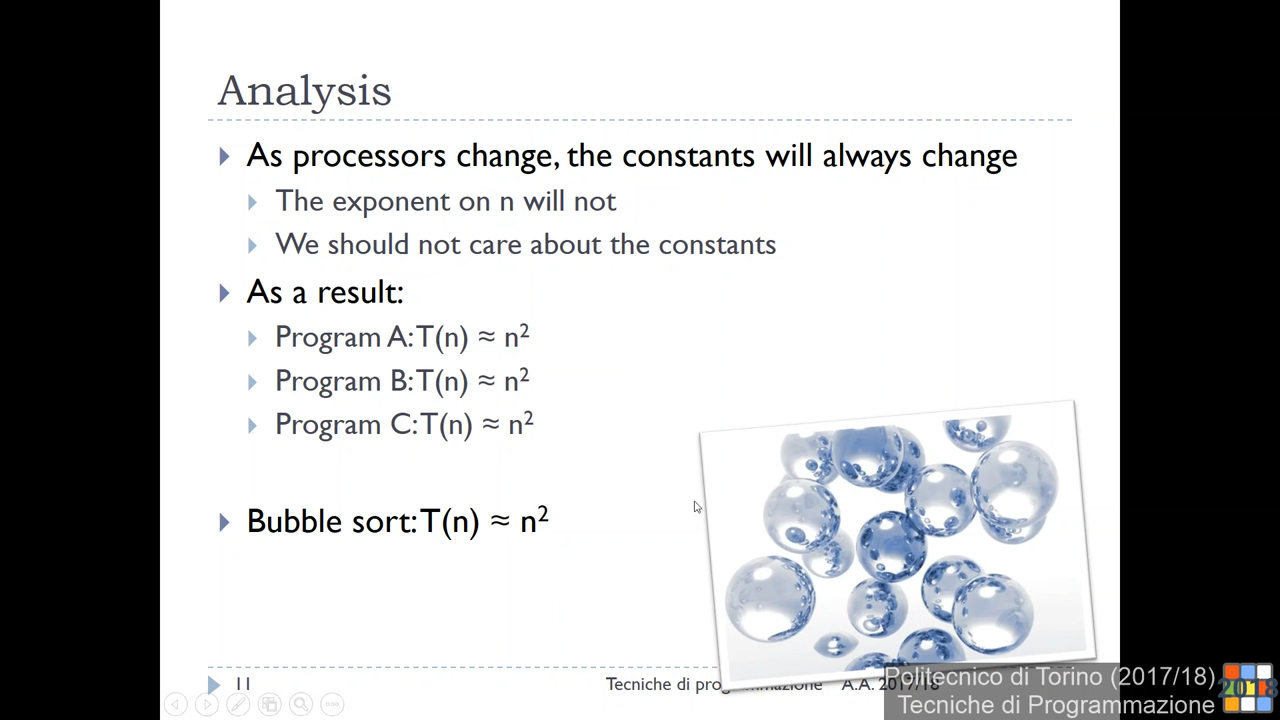 Analysis
As processors change, the constants will always change
The exponent on n will not
We should not care about the constants
As a result:
Program A: T(n) ≈ n²
Program B: T(n) ≈ n²
Program C: T(n) ≈ n²
Bubble sort: T(n) ≈ n²
11
A.A. 2017/18
Tecniche di
Politecnico di Torino (2017/18)
Tecniche di Programmazione
2018